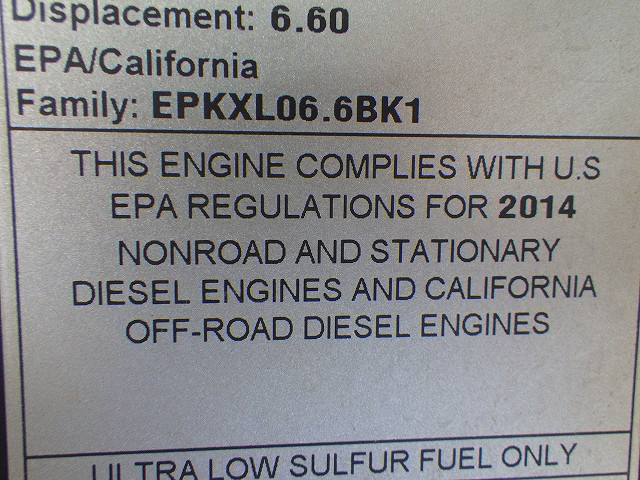 Displacement: 6.60
EPA/California
Family: EPKXL06.6BK1
THIS ENGINE COMPLIES WITH U.S
EPA REGULATIONS FOR 2014
NONROAD AND STATIONARY
DIESEL ENGINES AND CALIFORNIA
OFF-ROAD DIESEL ENGINES
ULTRA LOW SULFUR FUEL ONLY